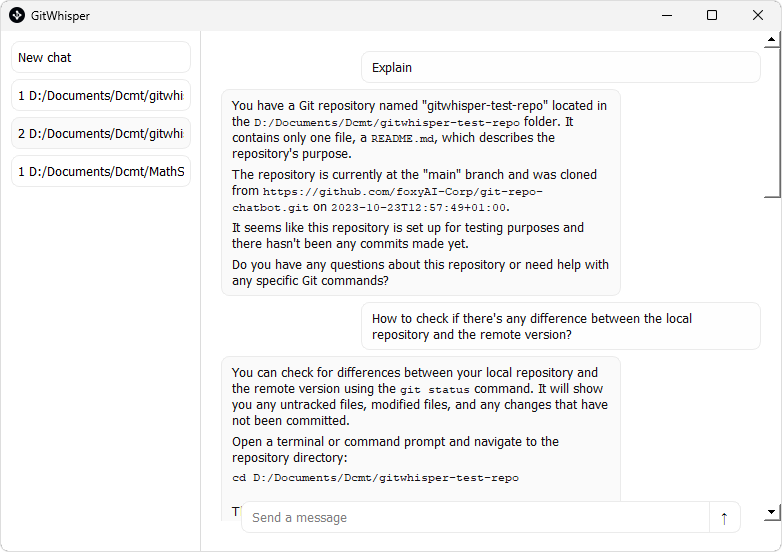 GitWhisper
New chat
1 D:/Documents/Dcmt/gitwhi
2 D:/Documents/Dcmt/gitwhi
1 D:/Documents/Dcmt/MathS
Explain
You have a Git repository named "gitwhisper-test-repo" located in
the D:/Documents/Dcmt/gitwhisper-test-repo folder. It
contains only one file, a README.md, which describes the
repository's purpose.
The repository is currently at the "main" branch and was cloned
from https://github.com/foxyAI-Corp/git-repo-
chatbot.git on 2023-10-23T12:57:49+01:00.
It seems like this repository is set up for testing purposes and
there hasn't been any commits made yet.
Do you have any questions about this repository or need help with
any specific Git commands?
How to check if there's any difference between the local
repository and the remote version?
You can check for differences between your local repository and
the remote version using the git status command. It will show
you any untracked files, modified files, and any changes that have
not been committed.
Open a terminal or command prompt and navigate to the
repository directory:
cd D:/Documents/Dcmt/gitwhisper-test-repo
Send a message
↑